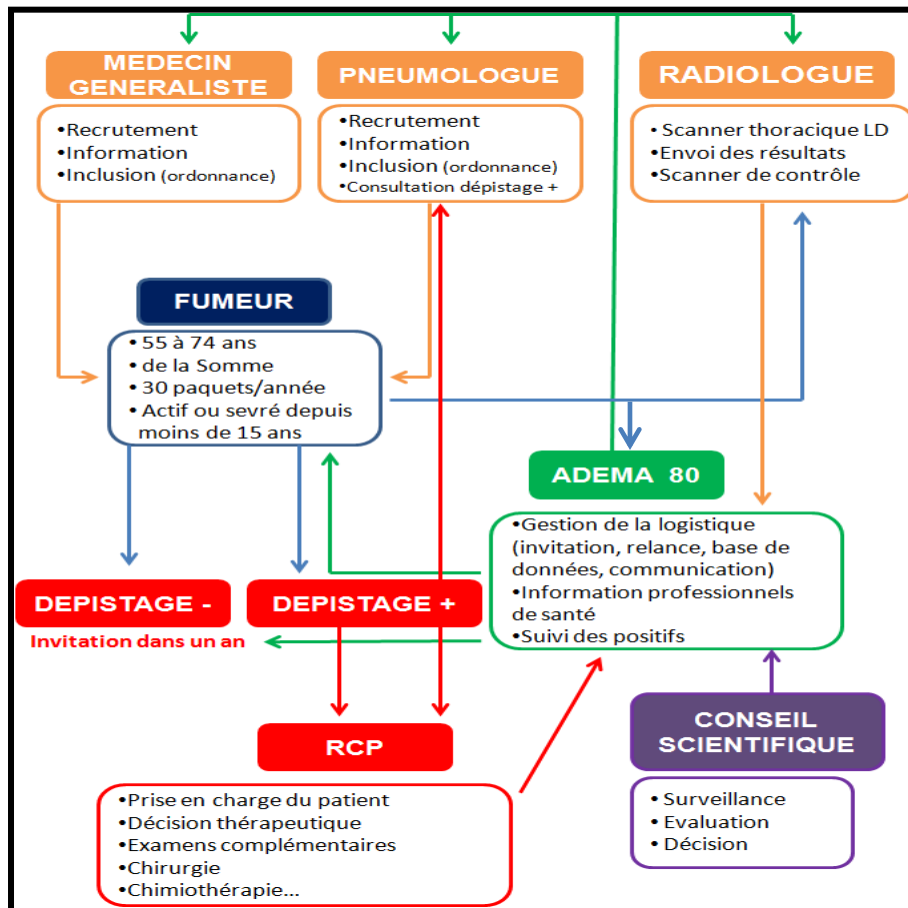 MEDECIN
GENERALISTE
•Recrutement
•Information
•Inclusion (ordonnance)
PNEUMOLOGUE
•Recrutement
•Information
•Inclusion (ordonnance)
•Consultation dépistage +
RADIOLOGUE
• Scanner thoracique LD
•Envoi des résultats
•Scanner de contrôle
FUMEUR
• 55 à 74 ans
• de la Somme
• 30 paquets/année
• Actif ou sevré depuis
moins de 15 ans
ADEMA 80
•Gestion de la logistique
(invitation, relance, base de
données, communication)
•Information professionnels
de santé
•Suivi des positifs
DEPISTAGE -
Invitation dans un an
DEPISTAGE +
RCP
•Prise en charge du patient
•Décision thérapeutique
•Examens complémentaires
•Chirurgie
•Chimiothérapie...
CONSEIL
SCIENTIFIQUE
• Surveillance
• Evaluation
• Décision